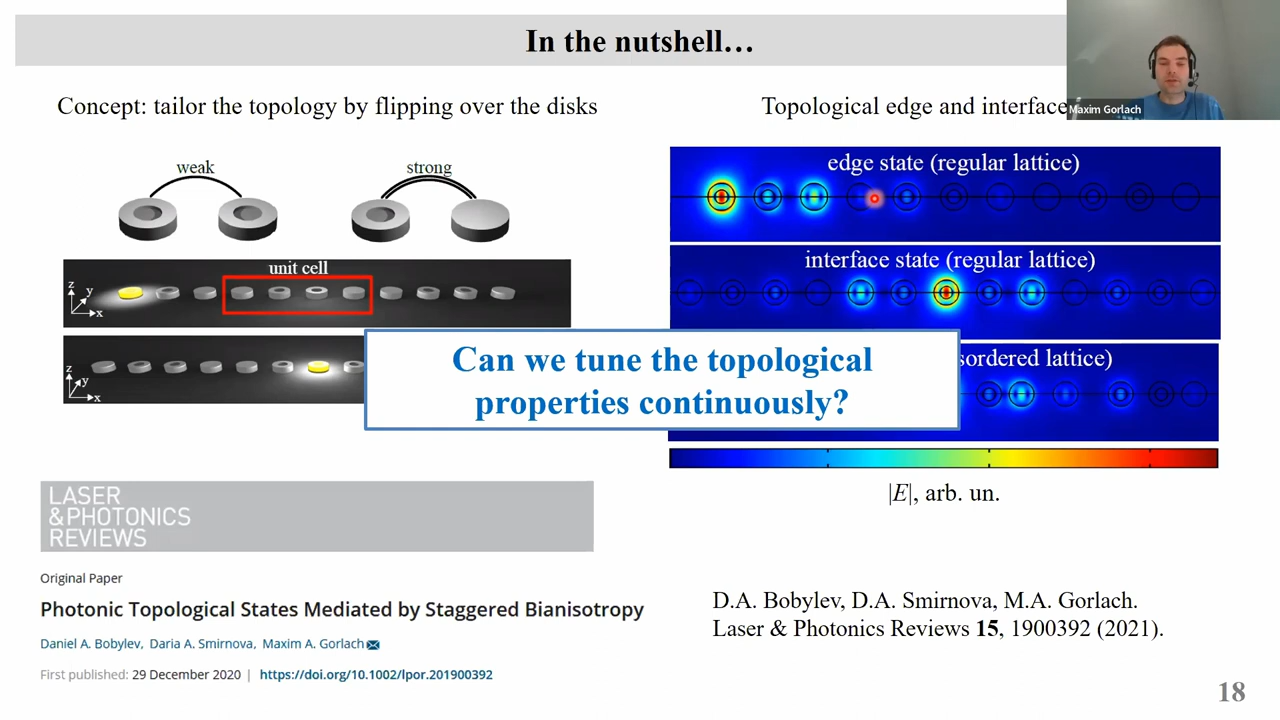 In the nutshell…
Maxim Gorlach
Concept: tailor the topology by flipping over the disks
Topological edge and interface
weak
strong
unit cell
z
y
x
z
y
x
edge state (regular lattice)
interface state (regular lattice)
sordered lattice)
Can we tune the topological
properties continuously?
|E|, arb. un.
LASER
&PHOTONICS
REVIEWS
Original Paper
Photonic Topological States Mediated by Staggered Bianisotropy
Daniel A. Bobylev, Daria A. Smirnova, Maxim A. Gorlach
First published: 29 December 2020 | https://doi.org/10.1002/lpor.201900392
D.A. Bobylev, D.A. Smirnova, M.A. Gorlach.
Laser & Photonics Reviews 15, 1900392 (2021).
18